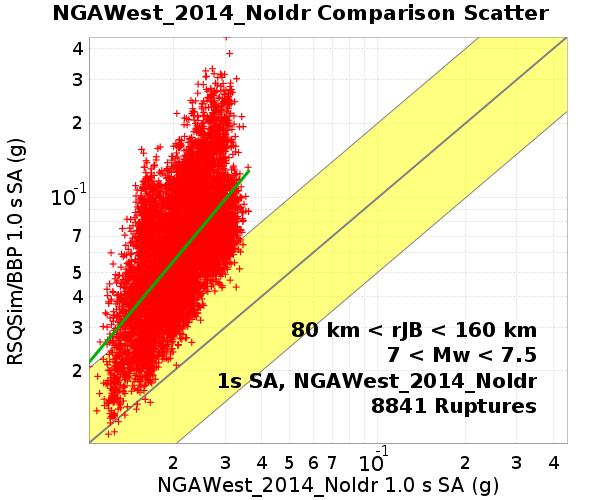 NGAWest_2014_NoIdr Comparison Scatter
RSQSim/BBP 1.0 s SA (g)
4
3
2
10^-1
7
5
4
3
2
80 km < rJB < 160 km
7 < Mw < 7.5
1s SA, NGAWest_2014_NoIdr
8841 Ruptures
2 3 4 5 6 7 10^-1 2 3 4
NGAWest_2014_NoIdr 1.0 s SA (g)